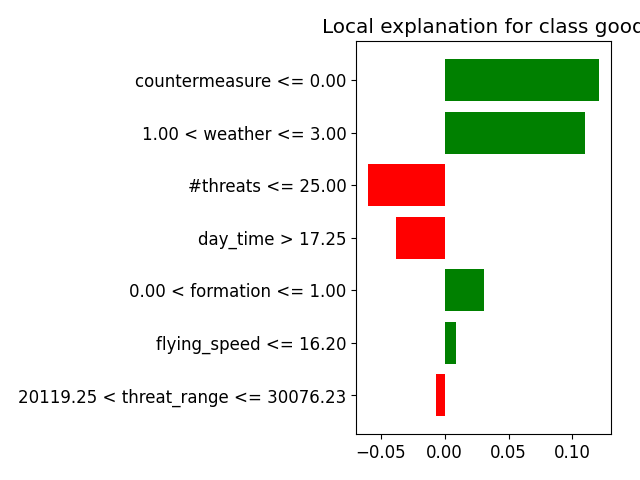 Local explanation for class good
countermeasure <= 0.00
1.00 < weather <= 3.00
#threats <= 25.00
day_time > 17.25
0.00 < formation <= 1.00
flying_speed <= 16.20
20119.25 < threat_range <= 30076.23
−0.05 0.00 0.05 0.10